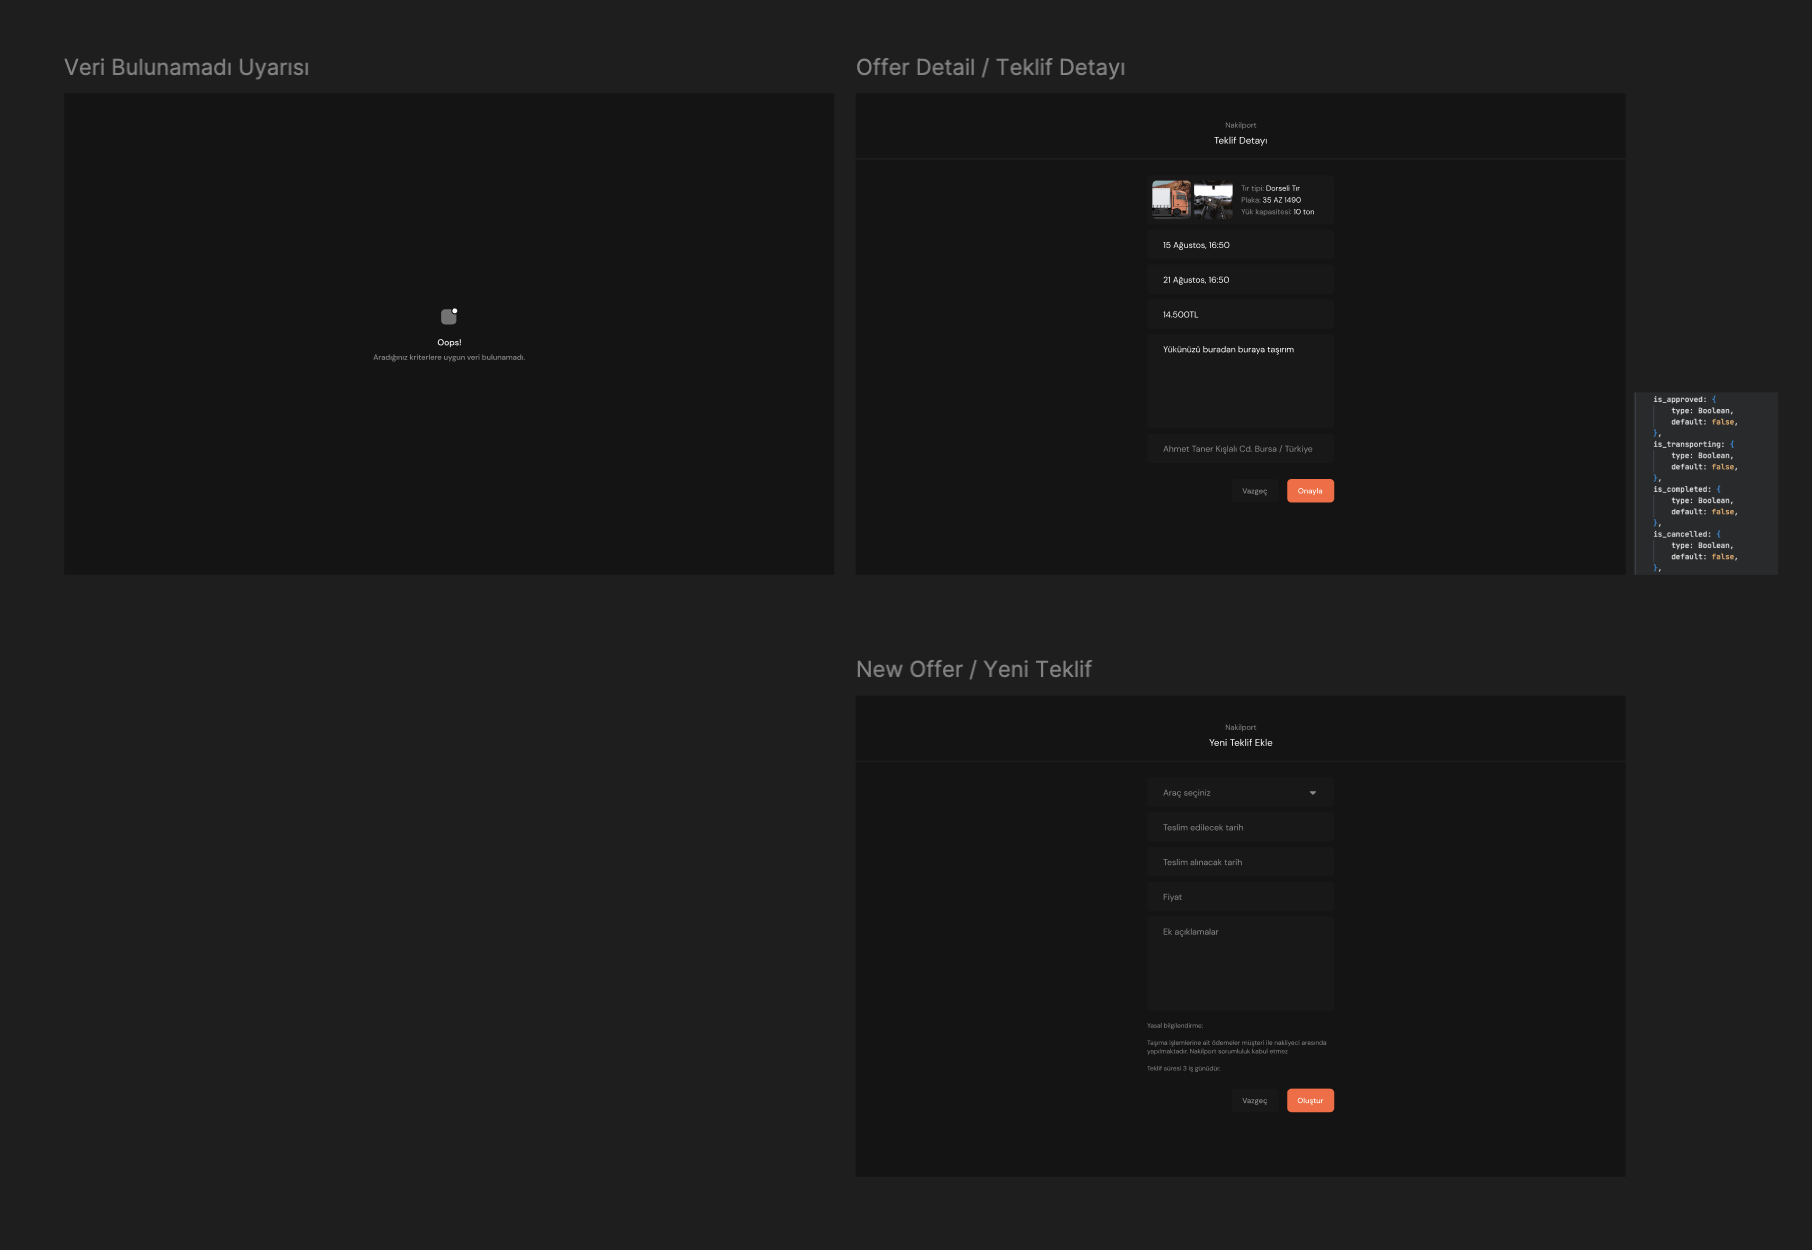 Veri Bulunamadı Uyarısı
Oops!
Aradığınız kriterlere uygun veri bulunamadı.
Offer Detail / Teklif Detayı
Nakliport
Teklif Detayı
Tır tipi: Dorseli Tır
Plaka: 35 AZ 1490
Yük kapasitesi: 10 ton
15 Ağustos, 16:50
21 Ağustos, 16:50
14.500TL
Yükünüzü buradan buraya taşırım
Ahmet Taner Kışlalı Cd. Bursa / Türkiye
Vazgeç
Onayla
is_approved: {
type: Boolean,
default: false,
},
is_transporting: {
type: Boolean,
default: false,
},
is_completed: {
type: Boolean,
default: false,
},
is_cancelled: {
type: Boolean,
default: false,
},
New Offer / Yeni Teklif
Nakliport
Yeni Teklif Ekle
Araç seçiniz
Teslim edilecek tarih
Teslim alınacak tarih
Fiyat
Ek açıklamalar
Yasal bilgilendirme:
Taşıma işlemlerine ait ödemeler müşteri ile nakliyeci arasında
yapılmaktadır. Nakliport sorumluluk kabul etmez
Teklif süresi 3 iş günüdür.
Vazgeç
Oluştur